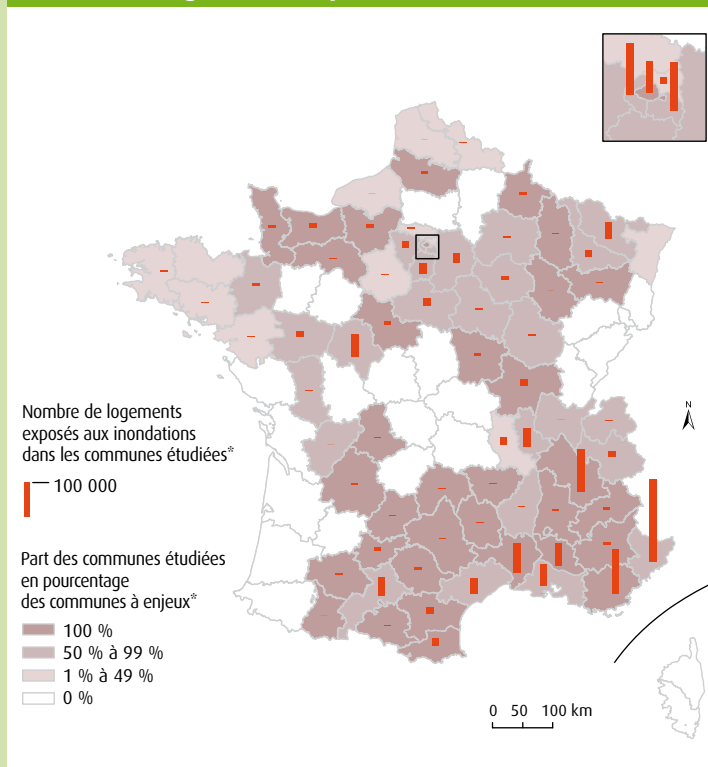 N
Nombre de logements
exposés aux inondations
dans les communes étudiées*
100 000
Part des communes étudiées
en pourcentage
des communes à enjeux*
100 %
50 % à 99 %
1 % à 49 %
0 %
0 50 100 km